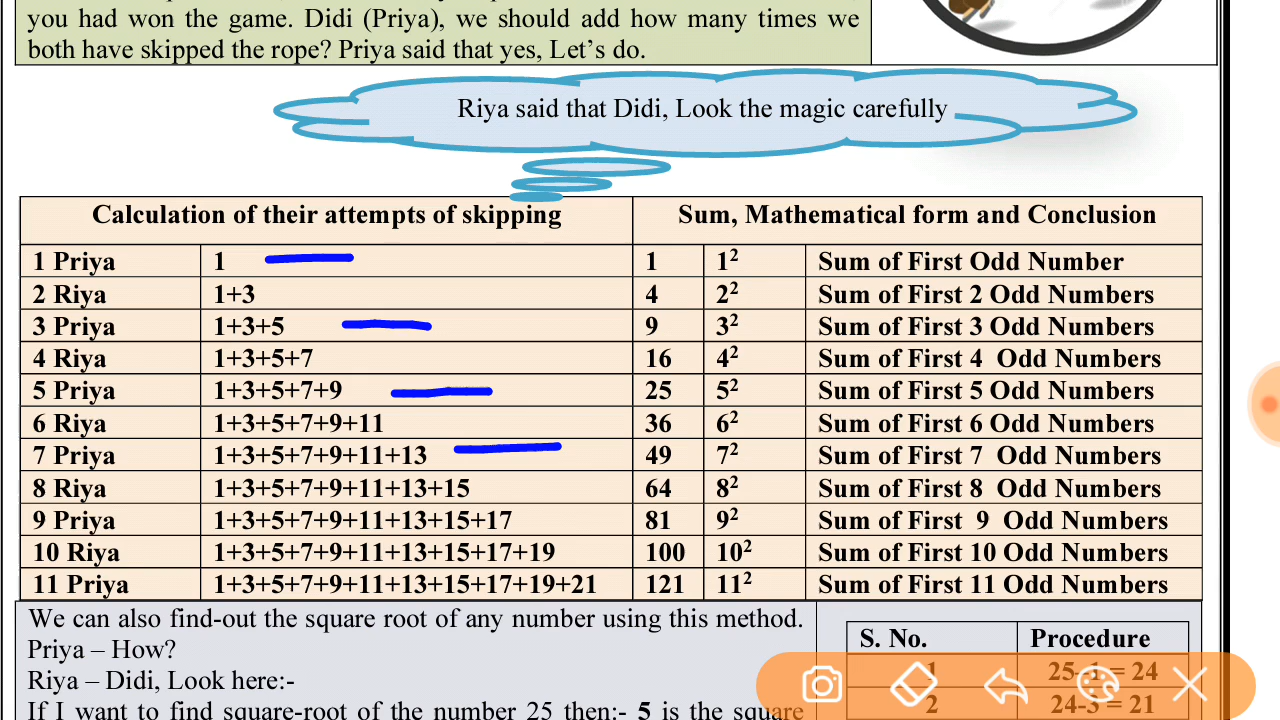 you had won the game. Didi (Priya), we should add how many times we
both have skipped the rope? Priya said that yes, Let's do.
Riya said that Didi, Look the magic carefully
Calculation of their attempts of skipping Sum, Mathematical form and Conclusion
1 Priya 1 1 1² Sum of First Odd Number
2 Riya 1+3 4 2² Sum of First 2 Odd Numbers
3 Priya 1+3+5 9 3² Sum of First 3 Odd Numbers
4 Riya 1+3+5+7 16 4² Sum of First 4 Odd Numbers
5 Priya 1+3+5+7+9 25 5² Sum of First 5 Odd Numbers
6 Riya 1+3+5+7+9+11 36 6² Sum of First 6 Odd Numbers
7 Priya 1+3+5+7+9+11+13 49 7² Sum of First 7 Odd Numbers
8 Riya 1+3+5+7+9+11+13+15 64 8² Sum of First 8 Odd Numbers
9 Priya 1+3+5+7+9+11+13+15+17 81 9² Sum of First 9 Odd Numbers
10 Riya 1+3+5+7+9+11+13+15+17+19 100 10² Sum of First 10 Odd Numbers
11 Priya 1+3+5+7+9+11+13+15+17+19+21 121 11² Sum of First 11 Odd Numbers
We can also find-out the square root of any number using this method.
Priya – How?
Riya – Didi, Look here:-
If I want to find square-root of the number 25 then:- 5 is the square
S. No. Procedure
1 25-1 = 24
2 24-3 = 21